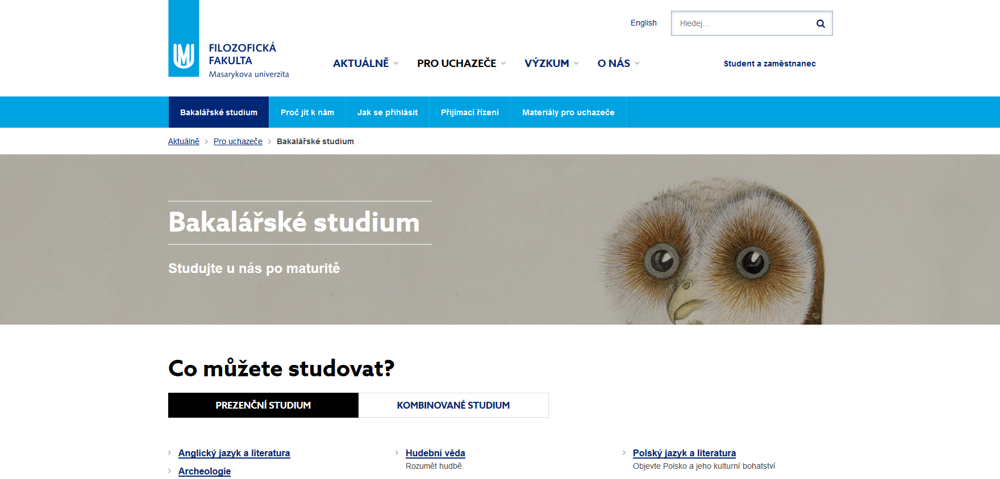 English
Hledej...
FILOZOFICKÁ
FAKULTA
Masarykova univerzita
AKTUÁLNĚ
PRO UCHAZEČE
VÝZKUM
O NÁS
Student a zaměstnanec
Bakalářské studium
Proč jít k nám
Jak se přihlásit
Přijímací řízení
Materiály pro uchazeče
Aktuálně > Pro uchazeče > Bakalářské studium
Bakalářské studium
Studujte u nás po maturitě
Co můžete studovat?
PREZENČNÍ STUDIUM
KOMBINOVANÉ STUDIUM
Anglický jazyk a literatura
Archeologie
Hudební věda
Rozumět hudbě.
Polský jazyk a literatura
Objevte Polsko a jeho kulturní bohatství